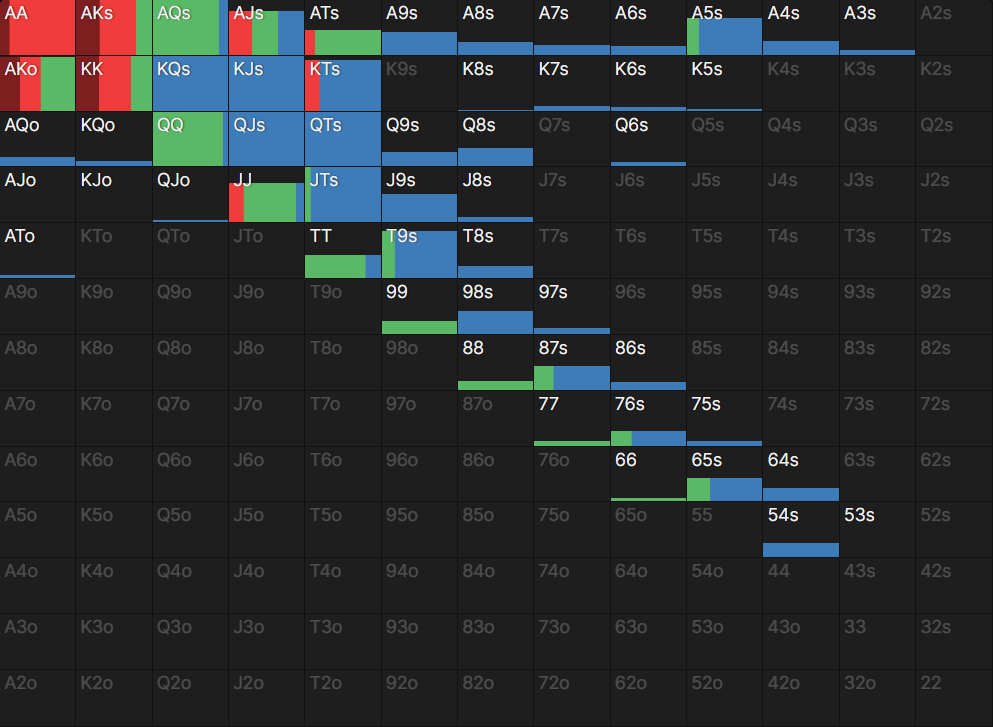 AA AKs AQs AJs ATs A9s A8s A7s A6s A5s A4s A3s A2s
AKo KK KQs KJs KTs K9s K8s K7s K6s K5s K4s K3s K2s
AQo KQo QQ QJs QTs Q9s Q8s Q7s Q6s Q5s Q4s Q3s Q2s
AJo KJo QJo JJ JTs J9s J8s J7s J6s J5s J4s J3s J2s
ATo KTo QTo JTo TT T9s T8s T7s T6s T5s T4s T3s T2s
A9o K9o Q9o J9o T9o 99 98s 97s 96s 95s 94s 93s 92s
A8o K8o Q8o J8o T8o 98o 88 87s 86s 85s 84s 83s 82s
A7o K7o Q7o J7o T7o 97o 87o 77 76s 75s 74s 73s 72s
A6o K6o Q6o J6o T6o 96o 86o 76o 66 65s 64s 63s 62s
A5o K5o Q5o J5o T5o 95o 85o 75o 65o 55 54s 53s 52s
A4o K4o Q4o J4o T4o 94o 84o 74o 64o 54o 44 43s 42s
A3o K3o Q3o J3o T3o 93o 83o 73o 63o 53o 43o 33 32s
A2o K2o Q2o J2o T2o 92o 82o 72o 62o 52o 42o 32o 22